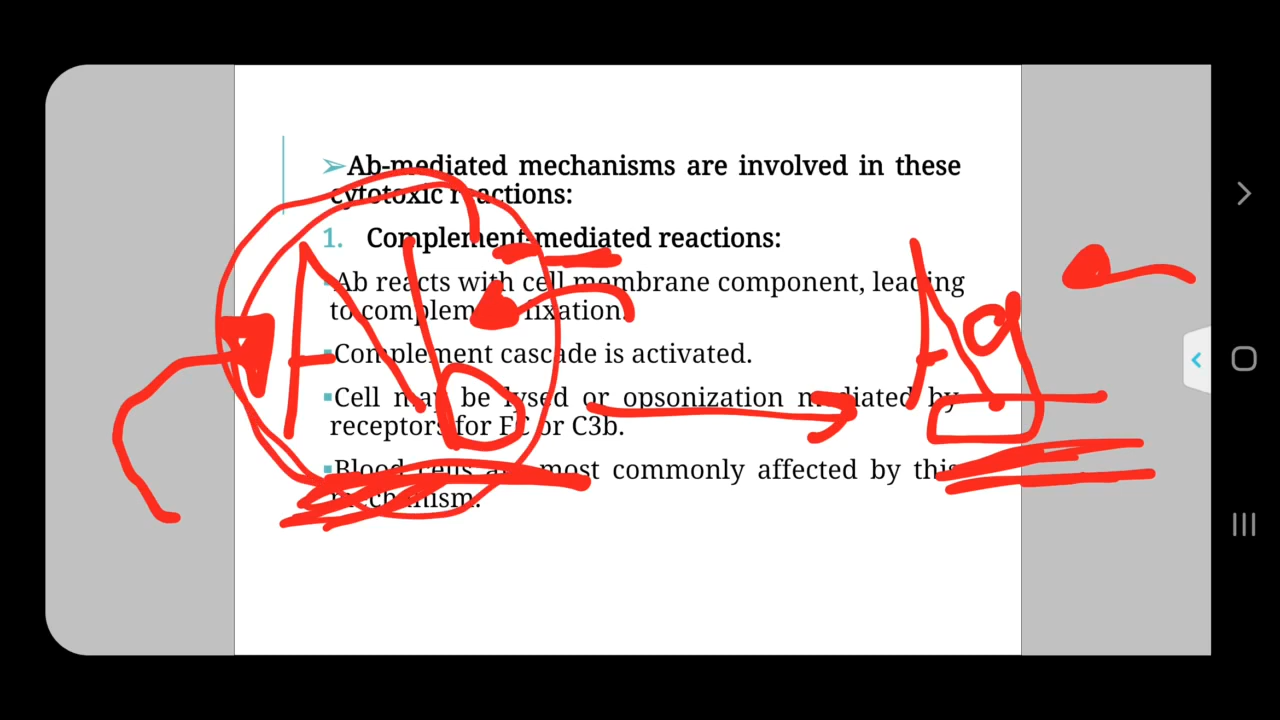 ➢Ab-mediated mechanisms are involved in these
cytotoxic reactions:
1. Complement-mediated reactions:
▪Ab reacts with cell membrane component, leading
to complement fixation.
▪Complement cascade is activated.
▪Cell may be lysed or opsonization mediated by
receptors for FC or C3b.
▪Blood cells are most commonly affected by this
mechanism.
Ab
Ag